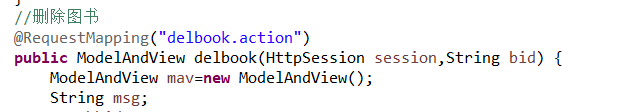 //删除图书
@RequestMapping("delbook.action")
public ModelAndView delbook(HttpSession session,String bid) {
ModelAndView mav=new ModelAndView();
String msg;